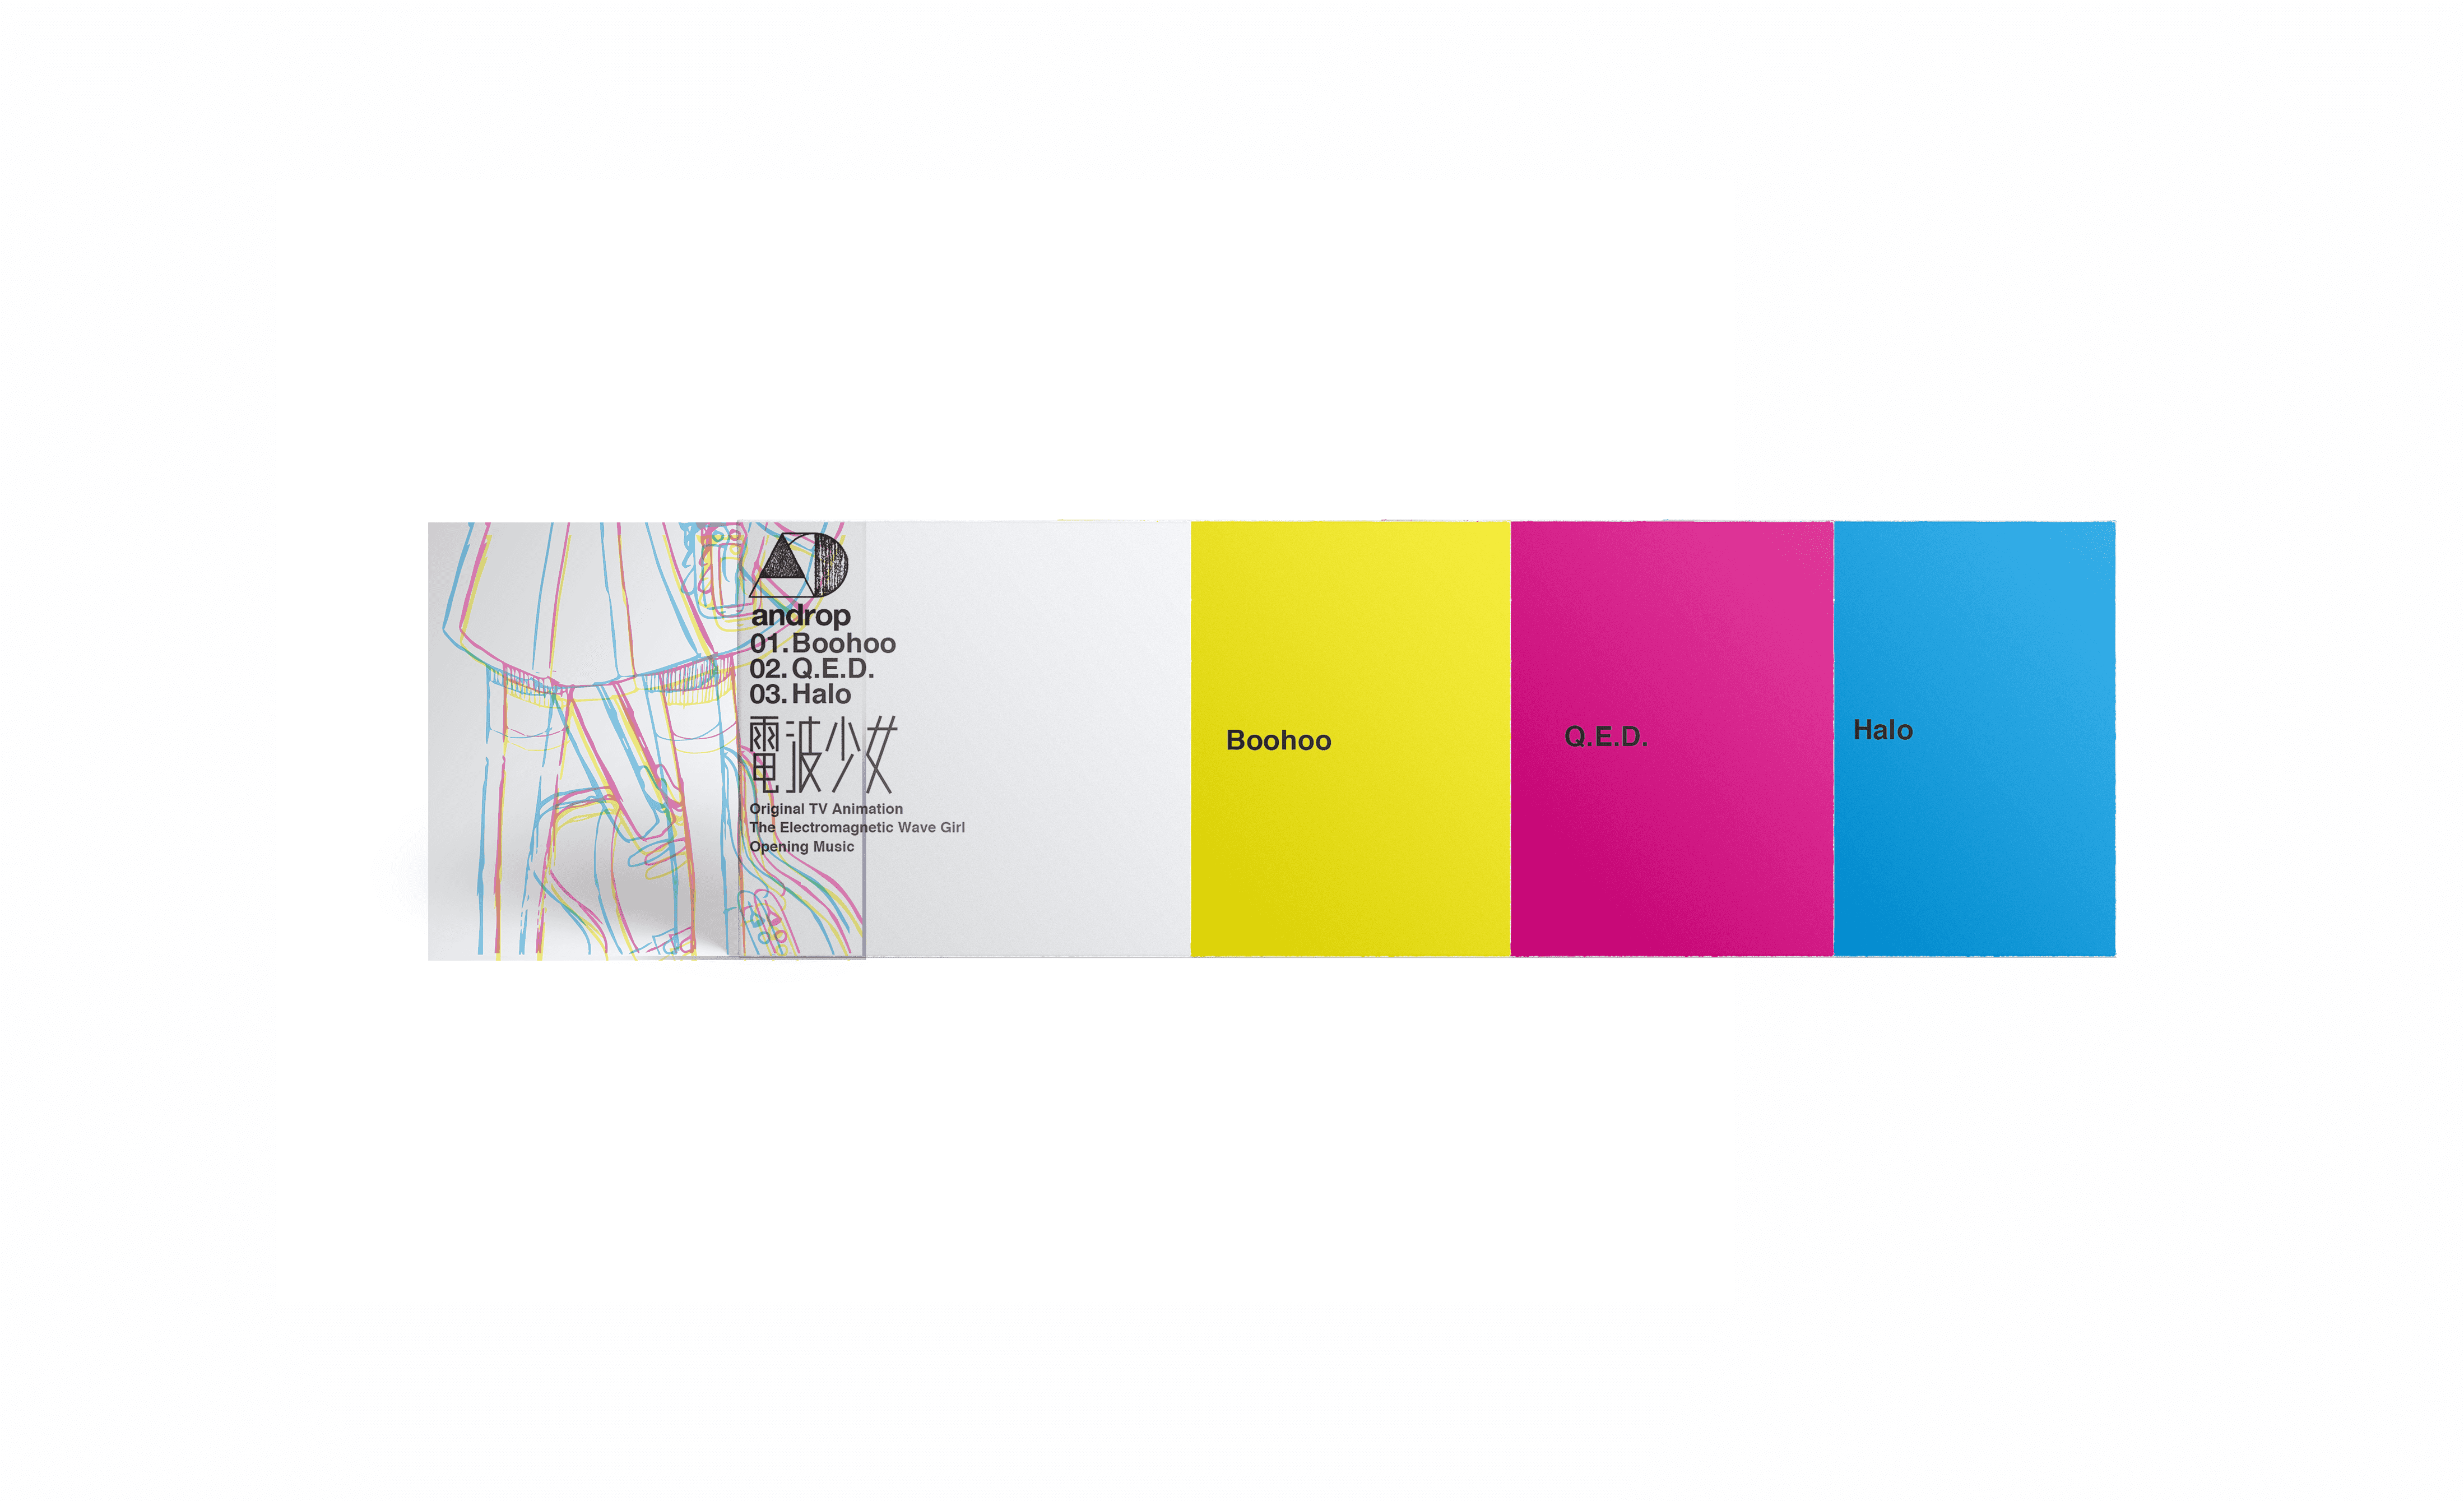 androp
01. Boohoo
02. Q.E.D.
03. Halo
電波少女
Original TV Animation
The Electromagnetic Wave Girl
Opening Music
Boohoo
Q.E.D.
Halo